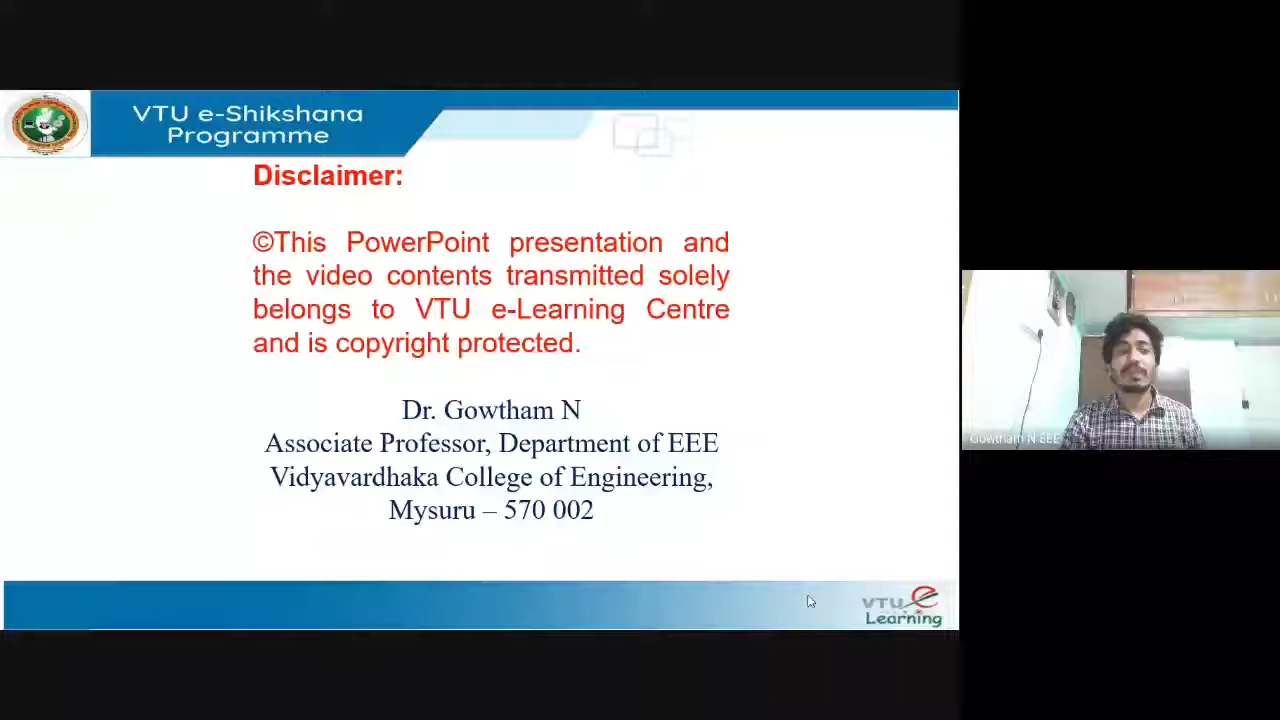 VTU e-Shikshana
Programme
Disclaimer:
©This PowerPoint presentation and
the video contents transmitted solely
belongs to VTU e-Learning Centre
and is copyright protected.
Dr. Gowtham N
Associate Professor, Department of EEE
Vidyavardhaka College of Engineering,
Mysuru – 570 002
VTU e
Learning
Gowtham N EEE